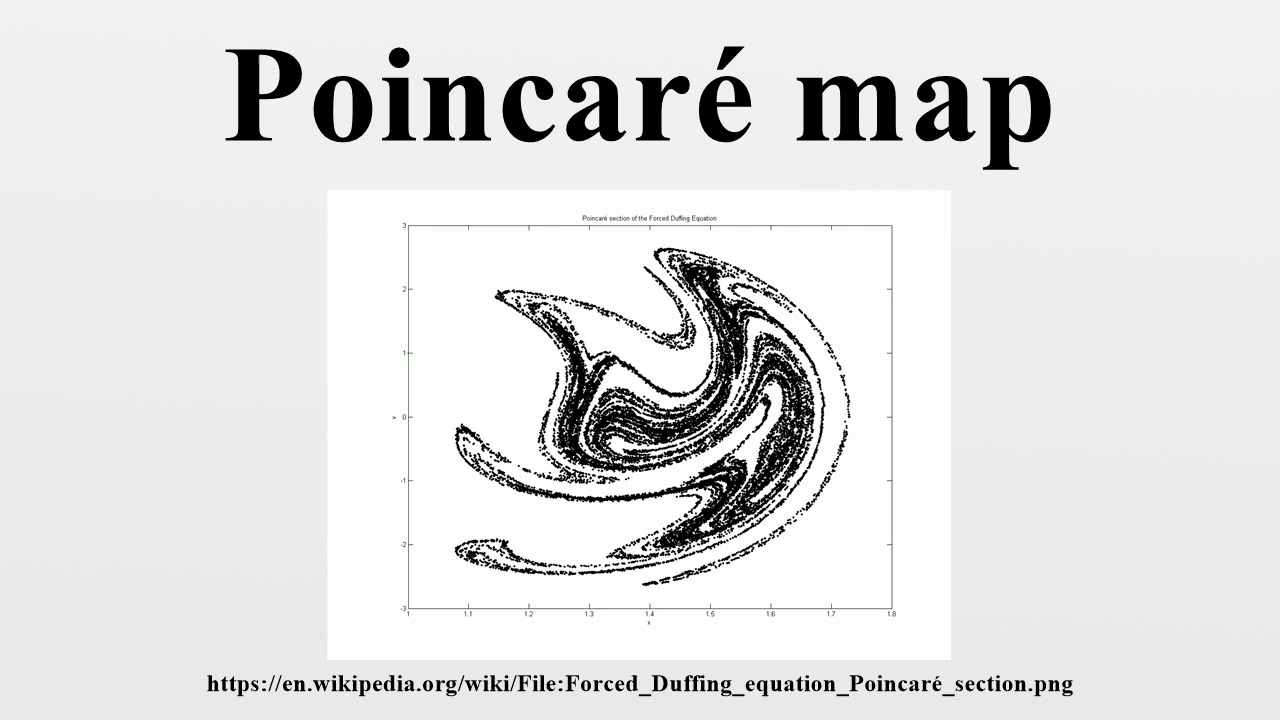 Poincaré map
Poincaré section of the Forced Duffing Equation
3
2
1
0
-1
-2
-3
v
1 1.1 1.2 1.3 1.4 1.5 1.6 1.7 1.8
x
https://en.wikipedia.org/wiki/File:Forced_Duffing_equation_Poincaré_section.png